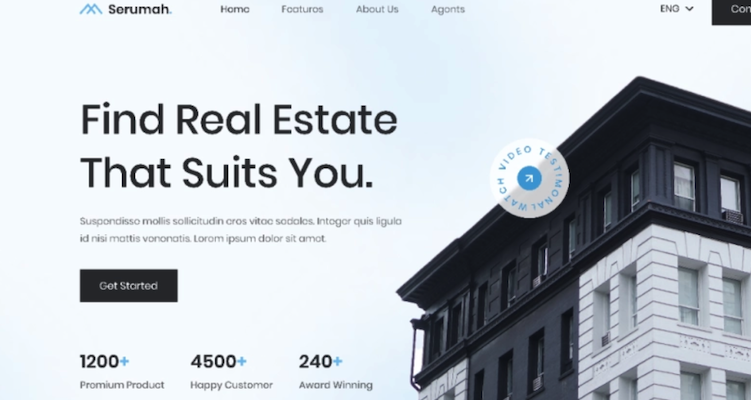 Serumah.
Home
Features
About Us
Agents
ENG
Con
Find Real Estate
That Suits You.
Suspendisse mollis sollicitudin eros vitae sodales. Integer quis ligula
id nisi mattis venenatis. Lorem ipsum dolor sit amet.
WATCH VIDEO TESTIMONIAL
Get Started
1200+
4500+
240+
Premium Product
Happy Customer
Award Winning